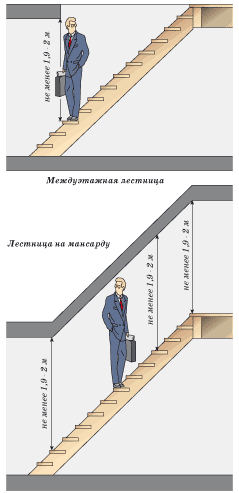 не менее 1,9 - 2 м
Междуэтажная лестница
Лестница на мансарду
не менее 1,9 - 2 м
не менее 1,9 - 2 м
не менее 1,9 - 2 м